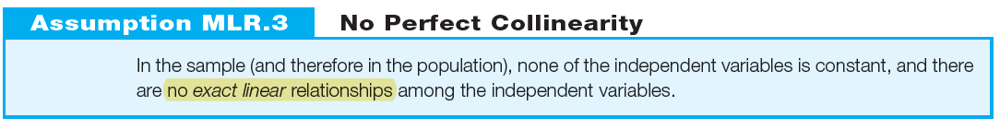 Assumption MLR.3 No Perfect Collinearity
In the sample (and therefore in the population), none of the independent variables is constant, and there
are no exact linear relationships among the independent variables.